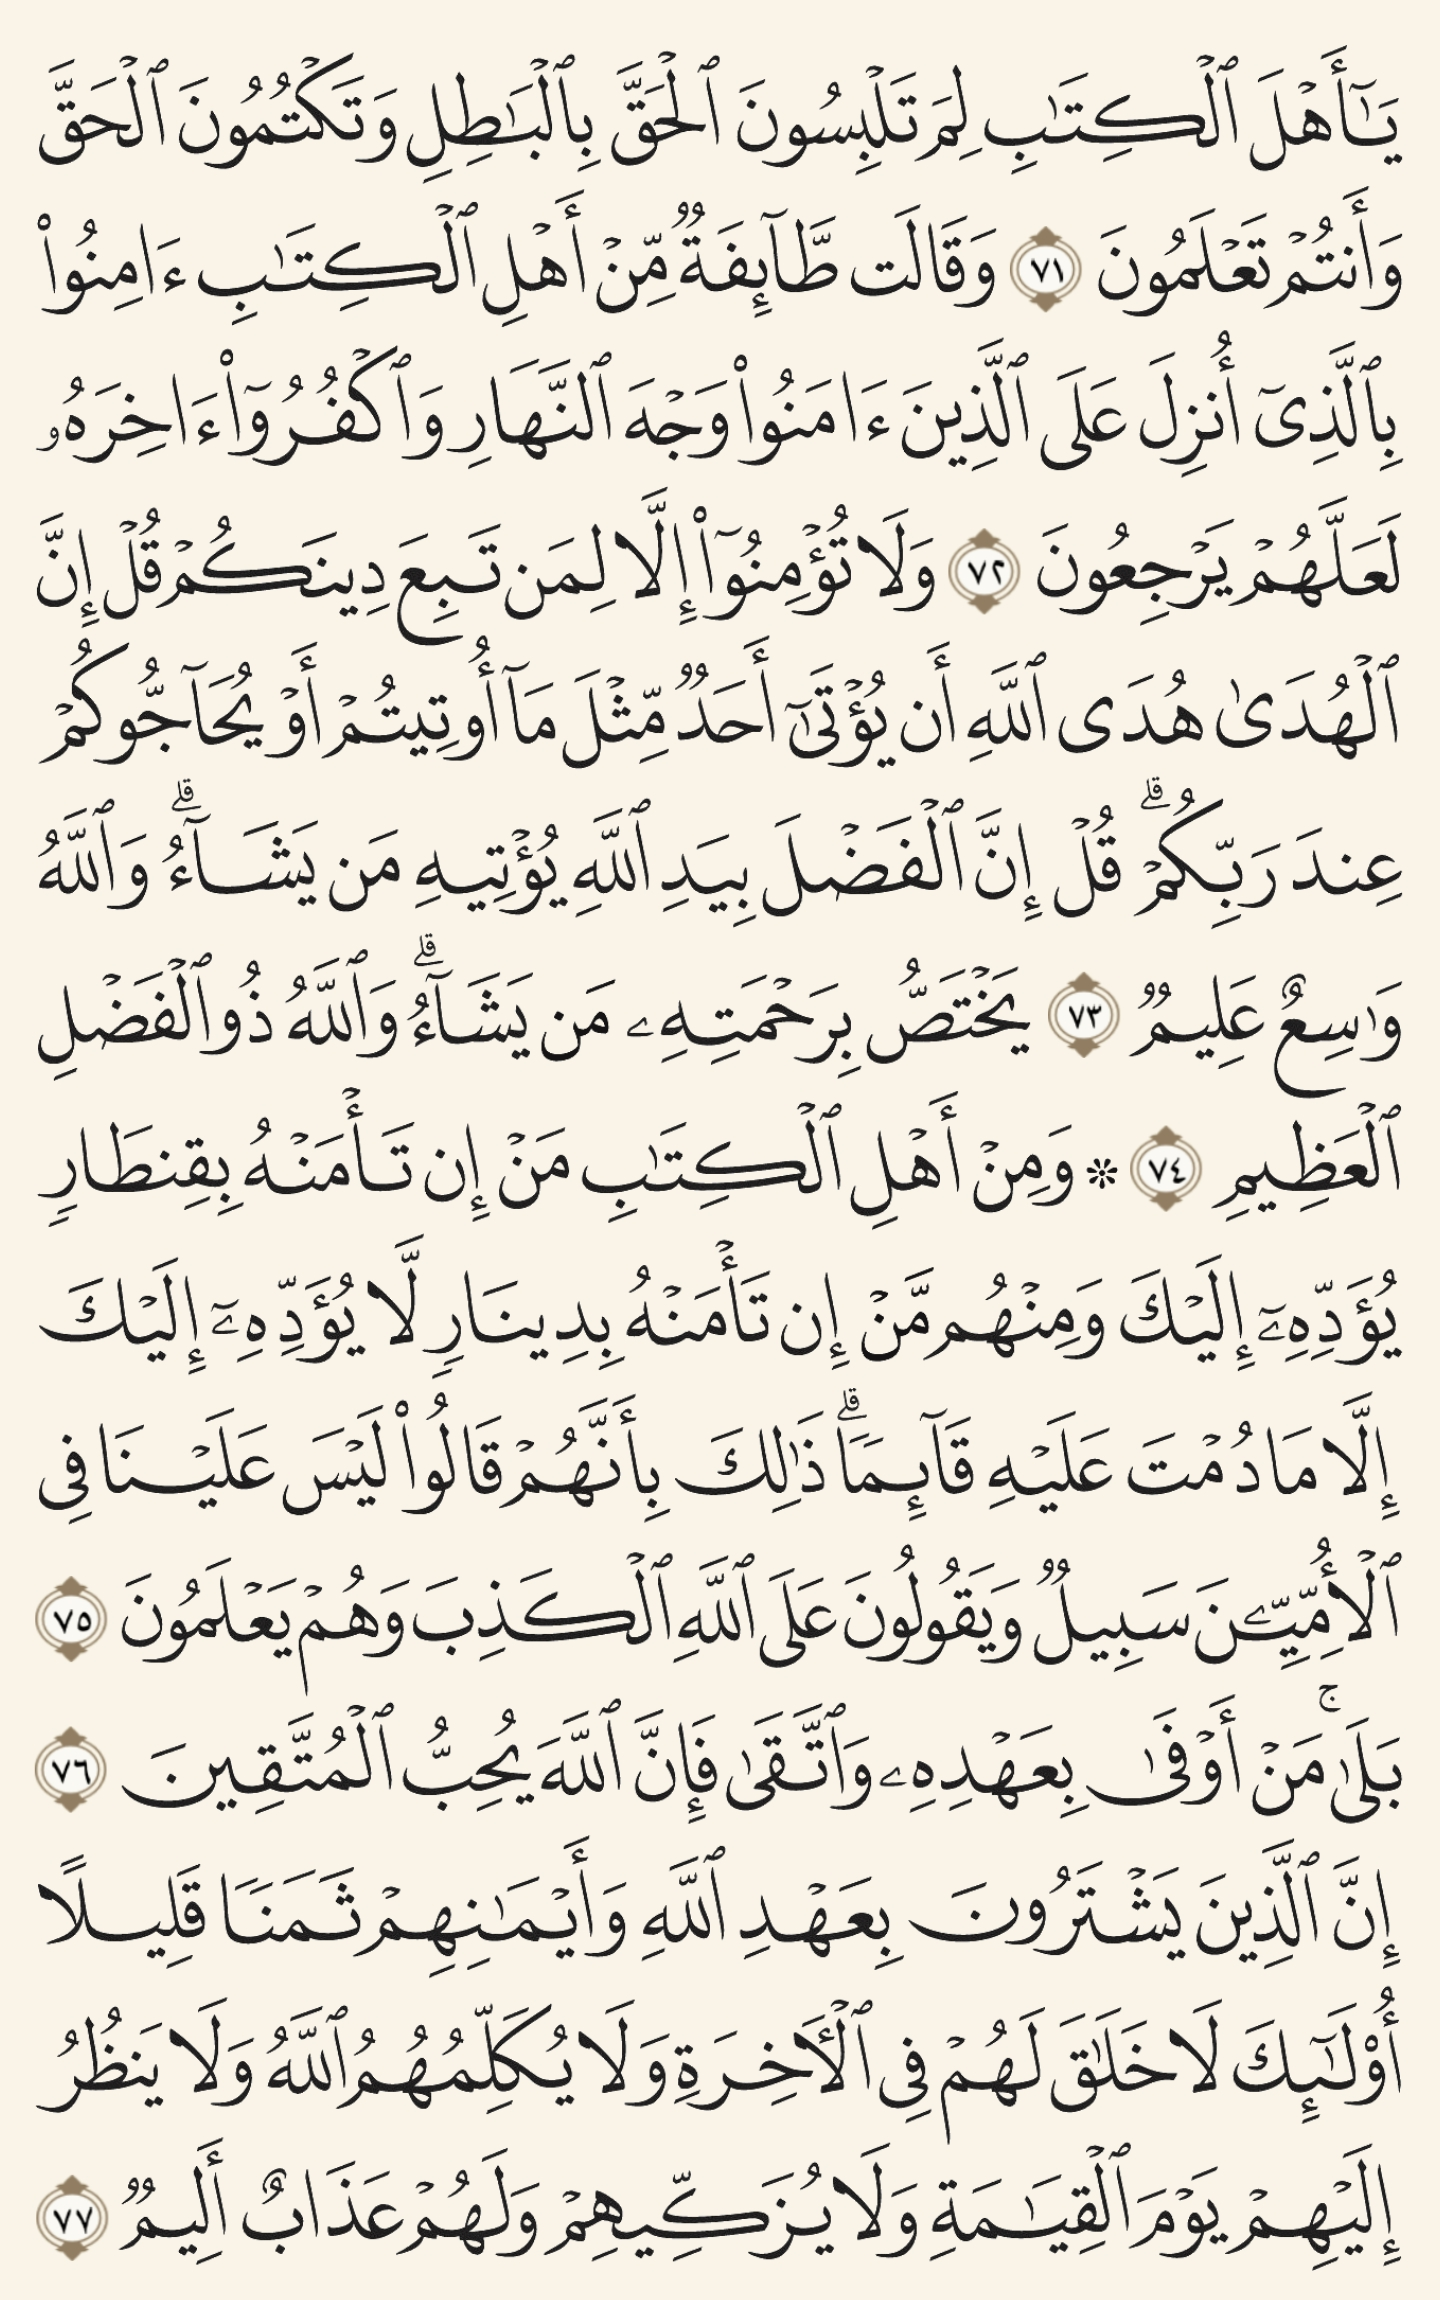 يَـٰٓأَهْلَ ٱلْكِتَـٰبِ لِمَ تَلْبِسُونَ ٱلْحَقَّ بِٱلْبَـٰطِلِ وَتَكْتُمُونَ ٱلْحَقَّ
وَأَنتُمْ تَعْلَمُونَ ٧١ وَقَالَت طَّآئِفَةٌ مِّنْ أَهْلِ ٱلْكِتَـٰبِ ءَامِنُوا۟
بِٱلَّذِىٓ أُنزِلَ عَلَى ٱلَّذِينَ ءَامَنُوا۟ وَجْهَ ٱلنَّهَارِ وَٱكْفُرُوٓا۟ ءَاخِرَهُۥ
لَعَلَّهُمْ يَرْجِعُونَ ٧٢ وَلَا تُؤْمِنُوٓا۟ إِلَّا لِمَن تَبِعَ دِينَكُمْ قُلْ إِنَّ
ٱلْهُدَىٰ هُدَى ٱللَّهِ أَن يُؤْتَىٰٓ أَحَدٌ مِّثْلَ مَآ أُوتِيتُمْ أَوْ يُحَآجُّوكُمْ
عِندَ رَبِّكُمْ ۗ قُلْ إِنَّ ٱلْفَضْلَ بِيَدِ ٱللَّهِ يُؤْتِيهِ مَن يَشَآءُ ۗ وَٱللَّهُ
وَٰسِعٌ عَلِيمٌ ٧٣ يَخْتَصُّ بِرَحْمَتِهِۦ مَن يَشَآءُ ۗ وَٱللَّهُ ذُو ٱلْفَضْلِ
ٱلْعَظِيمِ ٧٤ ۞ وَمِنْ أَهْلِ ٱلْكِتَـٰبِ مَنْ إِن تَأْمَنْهُ بِقِنطَارٍ
يُؤَدِّهِۦٓ إِلَيْكَ وَمِنْهُم مَّنْ إِن تَأْمَنْهُ بِدِينَارٍ لَّا يُؤَدِّهِۦٓ إِلَيْكَ
إِلَّا مَا دُمْتَ عَلَيْهِ قَآئِمًا ۗ ذَٰلِكَ بِأَنَّهُمْ قَالُوا۟ لَيْسَ عَلَيْنَا فِى
ٱلْأُمِّيِّـۧنَ سَبِيلٌ وَيَقُولُونَ عَلَى ٱللَّهِ ٱلْكَذِبَ وَهُمْ يَعْلَمُونَ ٧٥
بَلَىٰ ۚ مَنْ أَوْفَىٰ بِعَهْدِهِۦ وَٱتَّقَىٰ فَإِنَّ ٱللَّهَ يُحِبُّ ٱلْمُتَّقِينَ ٧٦
إِنَّ ٱلَّذِينَ يَشْتَرُونَ بِعَهْدِ ٱللَّهِ وَأَيْمَـٰنِهِمْ ثَمَنًا قَلِيلًا
أُو۟لَـٰٓئِكَ لَا خَلَـٰقَ لَهُمْ فِى ٱلْـَٔاخِرَةِ وَلَا يُكَلِّمُهُمُ ٱللَّهُ وَلَا يَنظُرُ
إِلَيْهِمْ يَوْمَ ٱلْقِيَـٰمَةِ وَلَا يُزَكِّيهِمْ وَلَهُمْ عَذَابٌ أَلِيمٌ ٧٧